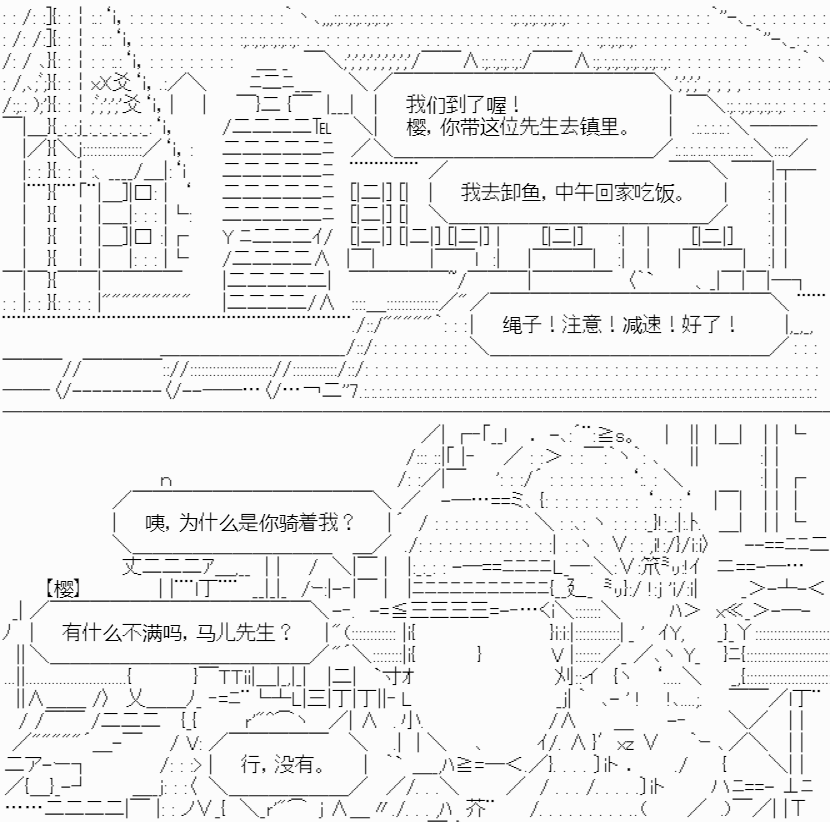 我们到了喔！
樱，你带这位先生去镇里。
我去卸鱼，中午回家吃饭。
绳子！注意！减速！好了！
咦，为什么是你骑着我？
【樱】
有什么不满吗，马儿先生？
行，没有。